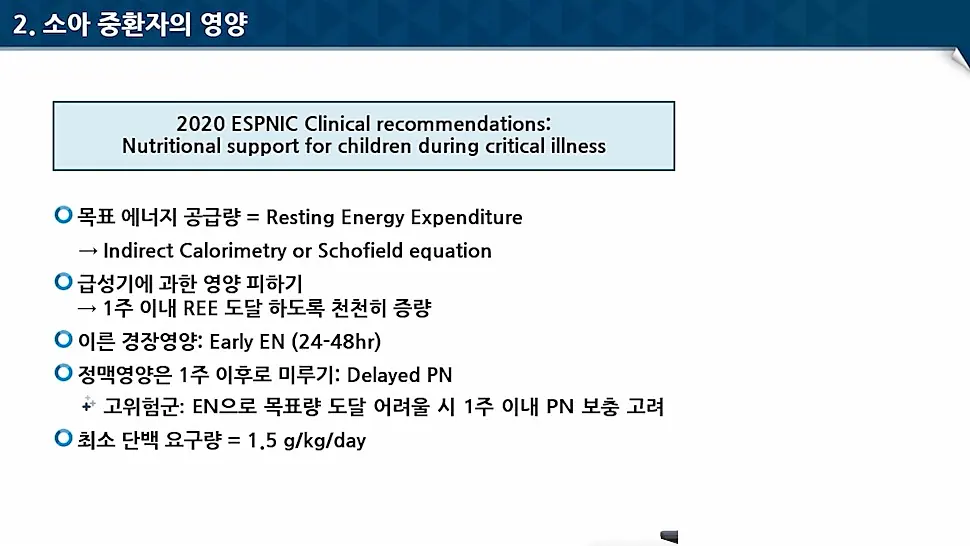 2. 소아 중환자의 영양
2020 ESPNIC Clinical recommendations:
Nutritional support for children during critical illness
목표 에너지 공급량 = Resting Energy Expenditure
→ Indirect Calorimetry or Schofield equation
급성기에 과한 영양 피하기
→ 1주 이내 REE 도달 하도록 천천히 증량
이른 경장영양: Early EN (24-48hr)
정맥영양은 1주 이후로 미루기: Delayed PN
고위험군: EN으로 목표량 도달 어려울 시 1주 이내 PN 보충 고려
최소 단백 요구량 = 1.5 g/kg/day